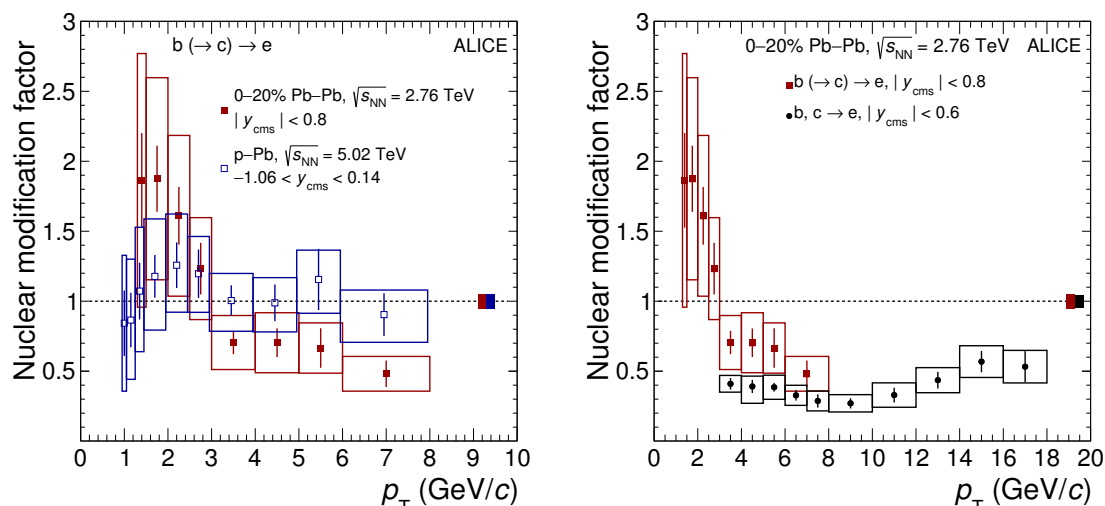 Nuclear modification factor
3
2.5
2
1.5
1
0.5
b (→ c) → e
ALICE
0–20% Pb–Pb, √sNN = 2.76 TeV
| ycms | < 0.8
p–Pb, √sNN = 5.02 TeV
−1.06 < ycms < 0.14
0 1 2 3 4 5 6 7 8 9 10
pT (GeV/c)
Nuclear modification factor
3
2.5
2
1.5
1
0.5
0–20% Pb–Pb, √sNN = 2.76 TeV ALICE
b (→ c) → e, | ycms | < 0.8
b, c → e, | ycms | < 0.6
0 2 4 6 8 10 12 14 16 18 20
pT (GeV/c)